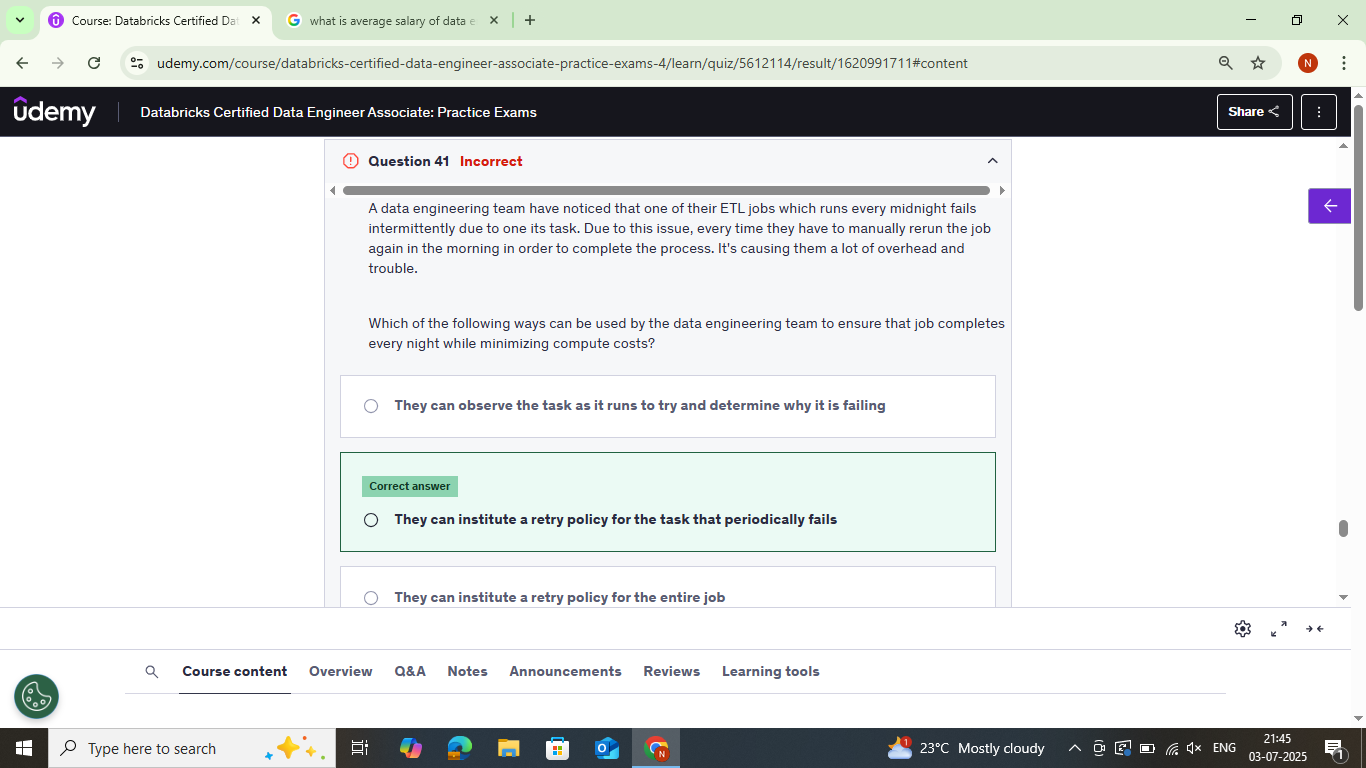 Course: Databricks Certified Da
what is average salary of data e
udemy.com/course/databricks-certified-data-engineer-associate-practice-exams-4/learn/quiz/5612114/result/1620991711#content
N
ûdemy
Databricks Certified Data Engineer Associate: Practice Exams
Share
Question 41 Incorrect
A data engineering team have noticed that one of their ETL jobs which runs every midnight fails
intermittently due to one its task. Due to this issue, every time they have to manually rerun the job
again in the morning in order to complete the process. It's causing them a lot of overhead and
trouble.
Which of the following ways can be used by the data engineering team to ensure that job completes
every night while minimizing compute costs?
They can observe the task as it runs to try and determine why it is failing
Correct answer
They can institute a retry policy for the task that periodically fails
They can institute a retry policy for the entire job
Course content Overview Q&A Notes Announcements Reviews Learning tools
Type here to search
N
1
23°C Mostly cloudy
ENG
21:45
03-07-2025
1